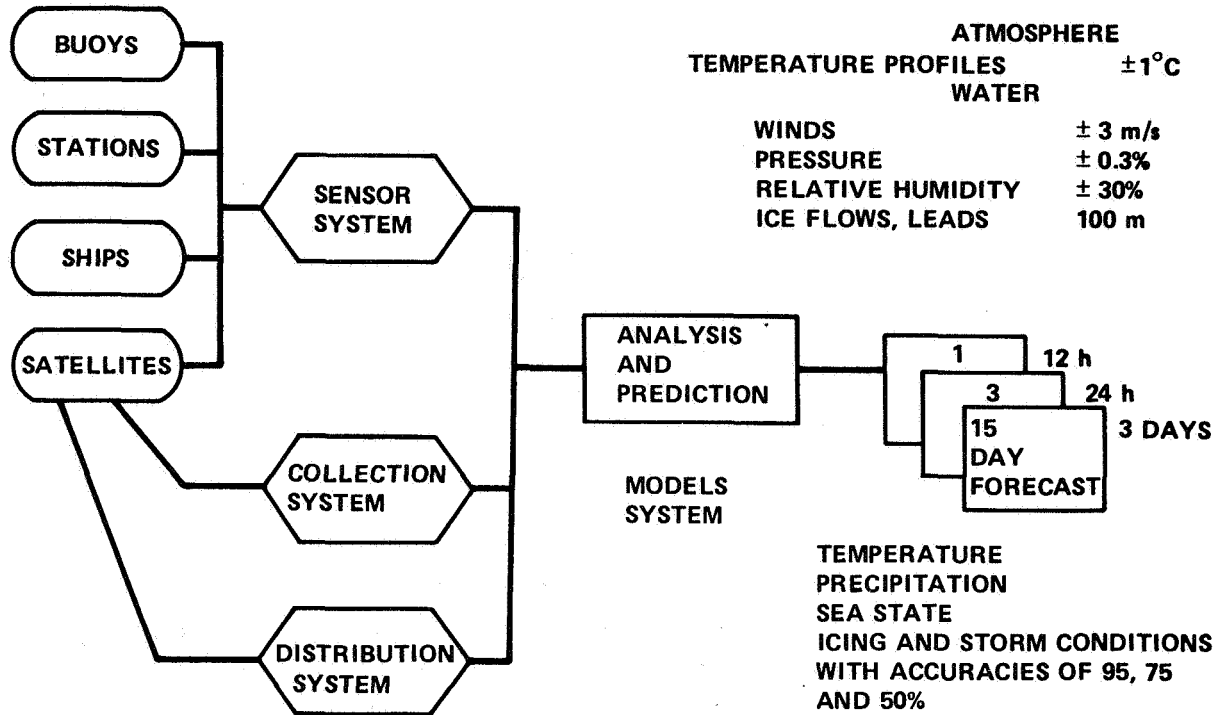 BUOYS
STATIONS
SHIPS
SATELLITES
SENSOR
SYSTEM
COLLECTION
SYSTEM
DISTRIBUTION
SYSTEM
ANALYSIS
AND
PREDICTION
MODELS
SYSTEM
ATMOSPHERE
TEMPERATURE PROFILES ±1°C
WATER
WINDS ± 3 m/s
PRESSURE ± 0.3%
RELATIVE HUMIDITY ± 30%
ICE FLOWS, LEADS 100 m
1 12 h
3 24 h
15 3 DAYS
DAY
FORECAST
TEMPERATURE
PRECIPITATION
SEA STATE
ICING AND STORM CONDITIONS
WITH ACCURACIES OF 95, 75
AND 50%